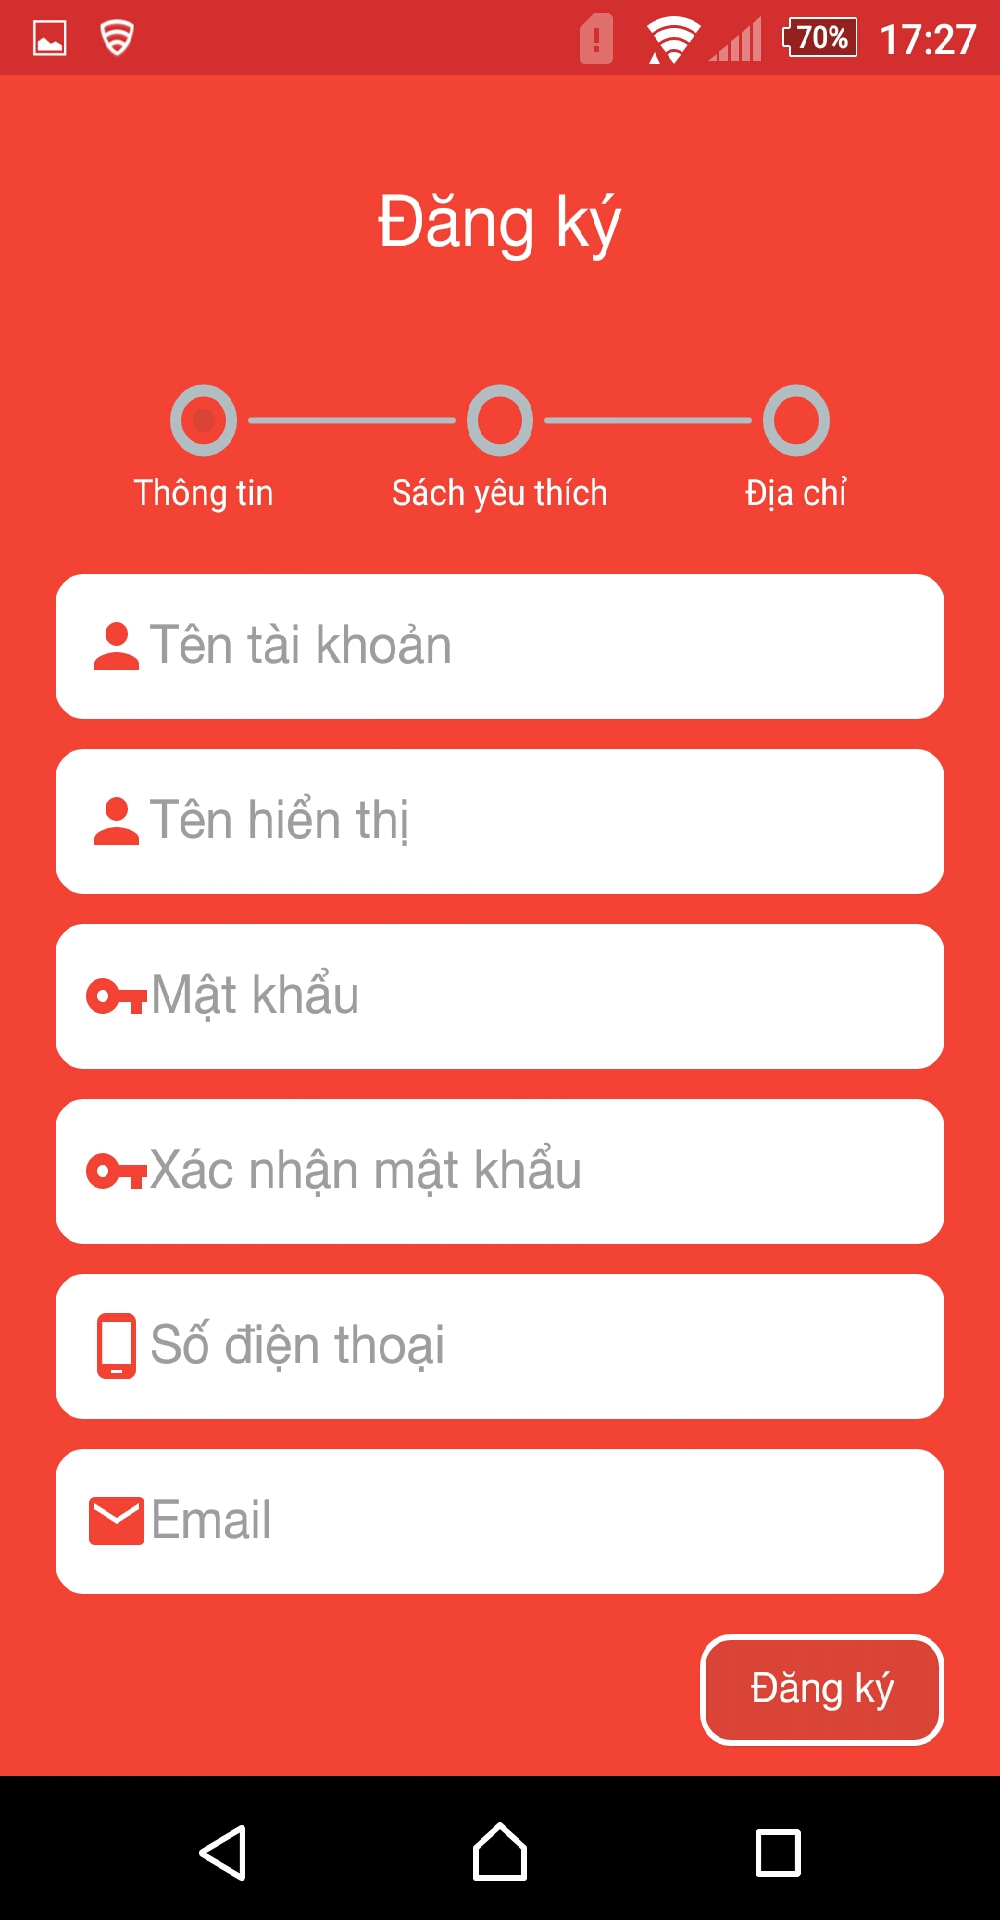 70%
17:27
Đăng ký
Thông tin
Sách yêu thích
Địa chỉ
Tên tài khoản
Tên hiển thị
Mật khẩu
Xác nhận mật khẩu
Số điện thoại
Email
Đăng ký